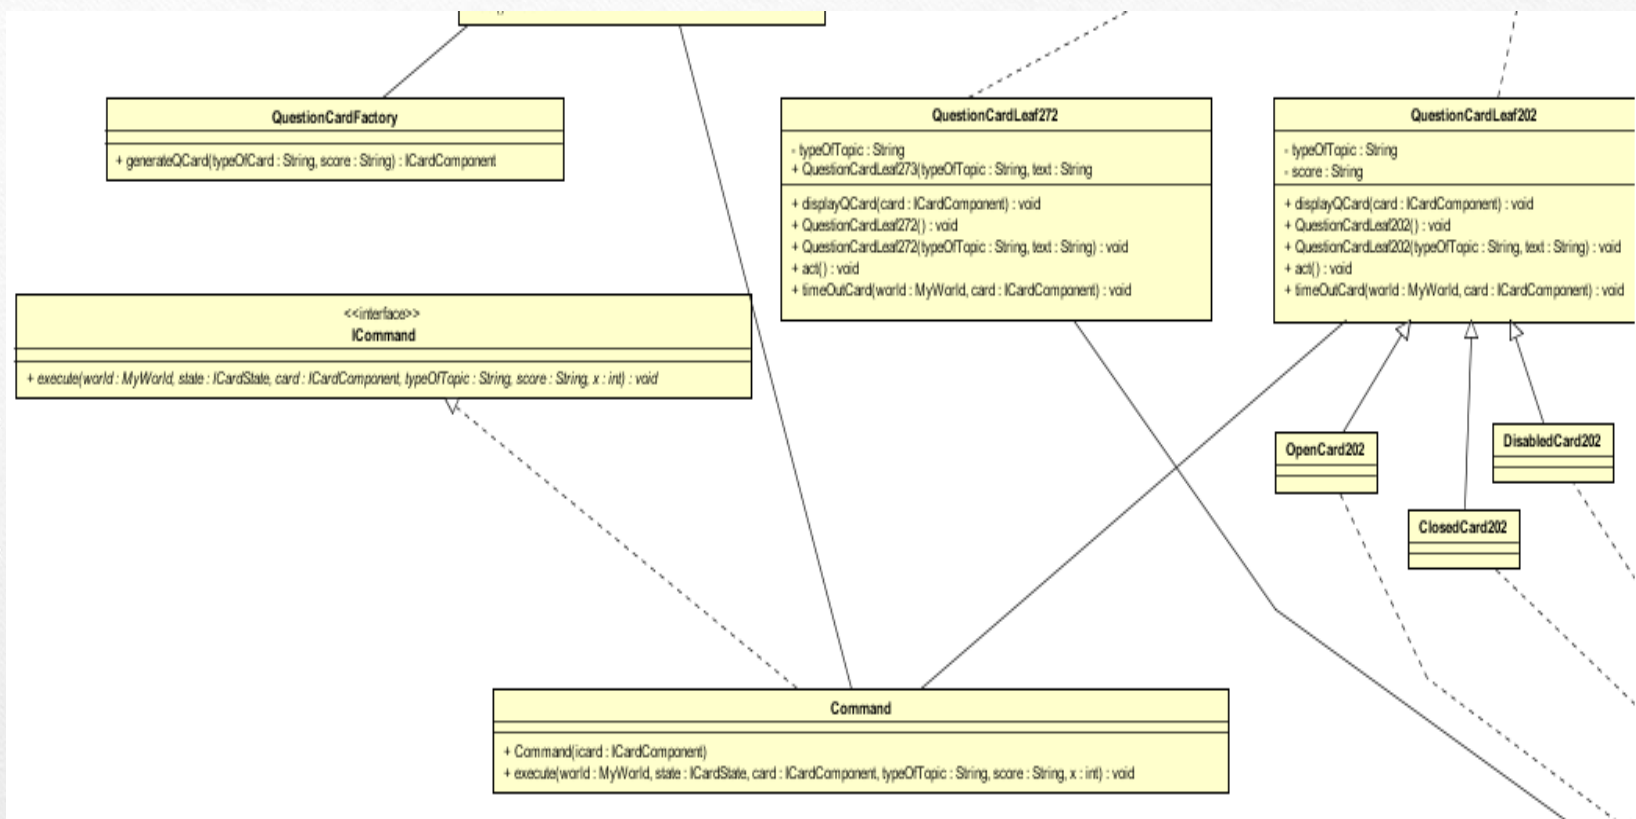 QuestionCardFactory
+ generateQCard(typeOfCard : String, score : String) : ICardComponent
QuestionCardLeaf272
- typeOfTopic : String
+ QuestionCardLeaf273(typeOfTopic : String, text : String
+ displayQCard(card : ICardComponent) : void
+ QuestionCardLeaf272() : void
+ QuestionCardLeaf272(typeOfTopic : String, text : String) : void
+ act() : void
+ timeOutCard(world : MyWorld, card : ICardComponent) : void
QuestionCardLeaf202
- typeOfTopic : String
- score : String
+ displayQCard(card : ICardComponent) : void
+ QuestionCardLeaf202() : void
+ QuestionCardLeaf202(typeOfTopic : String, text : String) : void
+ act() : void
+ timeOutCard(world : MyWorld, card : ICardComponent) : void
<<interface>>
ICommand
+ execute(world : MyWorld, state : ICardState, card : ICardComponent, typeOfTopic : String, score : String, x : int) : void
OpenCard202
DisabledCard202
ClosedCard202
Command
+ Command(icard : ICardComponent)
+ execute(world : MyWorld, state : ICardState, card : ICardComponent, typeOfTopic : String, score : String, x : int) : void